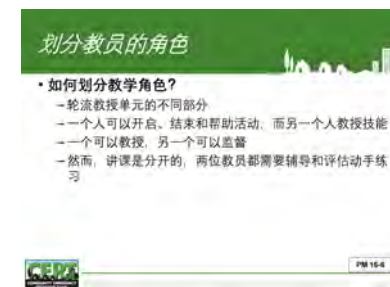 划分教员的角色
• 如何划分教学角色?
–轮流教授单元的不同部分
–一个人可以开启、结束和帮助活动, 而另一个人教授技能
–一个可以教授, 另一个可以监督
–然而, 讲课是分开的, 两位教员都需要辅导和评估动手练
习
CERT
PM 16-6